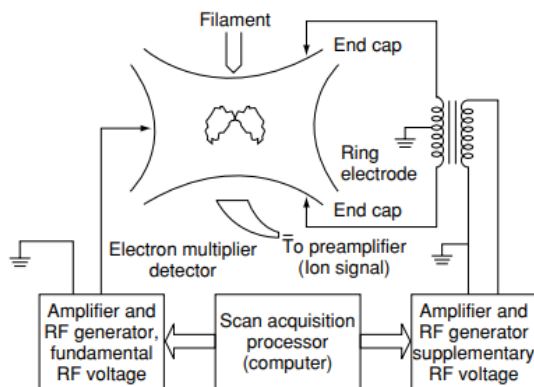 Filament
End cap
Ring
electrode
End cap
Electron multiplier
detector
To preamplifier
(Ion signal)
Amplifier and
RF generator,
fundamental
RF voltage
Scan acquisition
processor
(computer)
Amplifier and
RF generator
supplementary
RF voltage